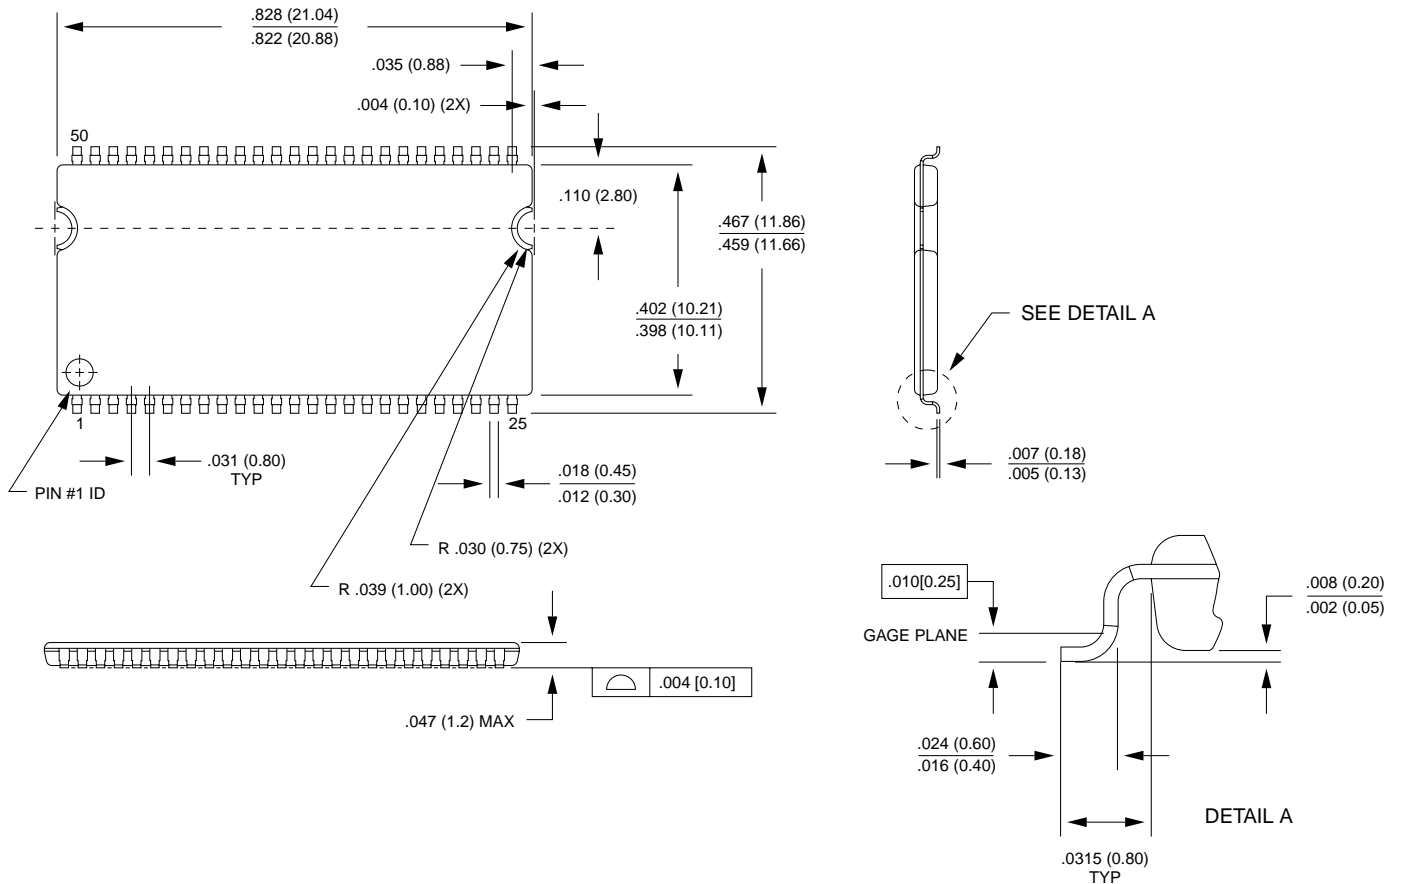 .828 (21.04)
.822 (20.88)
.035 (0.88)
.004 (0.10) (2X)
50
.110 (2.80)
.467 (11.86)
.459 (11.66)
.402 (10.21)
.398 (10.11)
SEE DETAIL A
1
25
.031 (0.80)
TYP
.018 (0.45)
.012 (0.30)
.007 (0.18)
.005 (0.13)
PIN #1 ID
R .030 (0.75) (2X)
R .039 (1.00) (2X)
.010[0.25]
.008 (0.20)
.002 (0.05)
GAGE PLANE
.004 [0.10]
.047 (1.2) MAX
.024 (0.60)
.016 (0.40)
DETAIL A
.0315 (0.80)
TYP